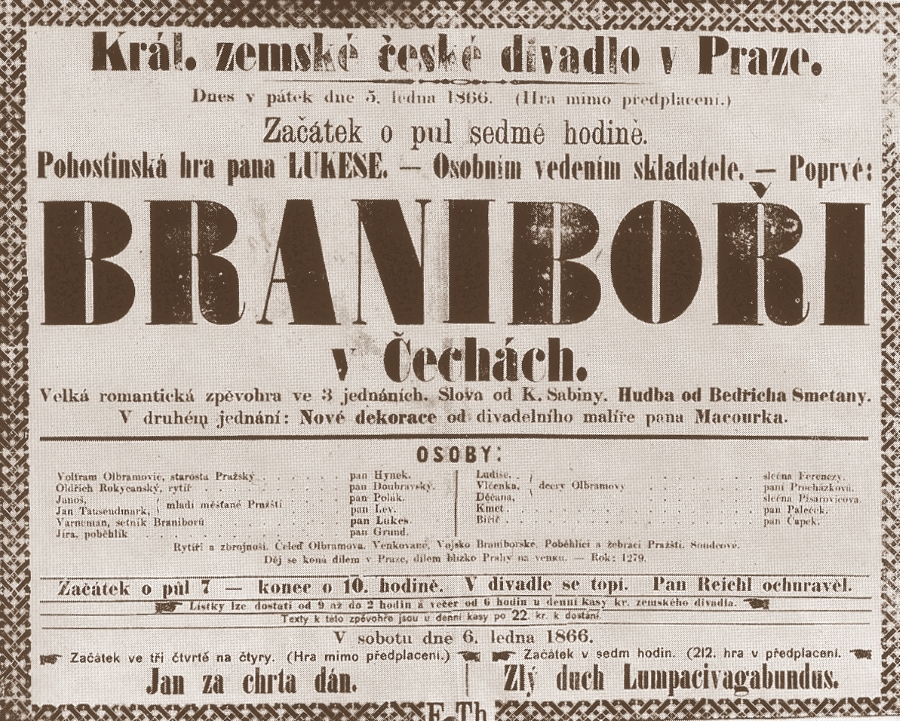 Král. zemské české divadlo v Praze.
Dnes v pátek dne 5. ledna 1866. (Hra mimo předplacení.)
Začátek o pul sedmé hodině.
Pohostinská hra pana LUKESE. — Osobním vedením skladatele. — Poprvé:
BRANIBOŘI
v Čechách.
Velká romantická zpěvohra ve 3 jednáních. Slova od K. Sabiny. Hudba od Bedřicha Smetany.
V druhém jednání: Nové dekorace od divadelního malíře pana Macourka.
OSOBY:
Volfram Olbramovic, starosta Pražský . . . pan Hynek.
Oldřich Rokycanský, rytíř . . . pan Doubravský.
Janoš, pan Polák.
Jan Tausendmark, mladí měšťané Pražští . . . pan Lev.
Varneman, setník Braniborů . . . pan Lukes.
Jíra, poběhlík . . . pan Grund.
Ludiše, slečna Ferenczy.
Vlčenka, dcery Olbramovy . . . paní Procházková.
Děčana, slečna Pisařovicova.
Kmet . . . pan Paleček.
Biřič . . . pan Čapek.
Rytíři a zbrojnoši. Čeleď Olbramova. Venkované. Vojsko Braniborské. Poběhlíci a žebráci Pražští. Soudcové.
Děj se koná dílem v Praze, dílem blízko Prahy na venku. — Rok: 1279.
Začátek o půl 7 — konec o 10. hodině. V divadle se topí. Pan Reichl ochuravěl.
Lístky lze dostati od 9 až do 2 hodin a večer od 6 hodin u denní kasy kr. zemského divadla.
Texty k této zpěvohře jsou u denní kasy po 22 kr. k dostání.
V sobotu dne 6. ledna 1866.
Začátek ve tři čtvrtě na čtyry. (Hra mimo předplacení.)
Jan za chrta dán.
Začátek v sedm hodin. (212. hra v předplacení.
Zlý duch Lumpacivagabundus.
F-Th